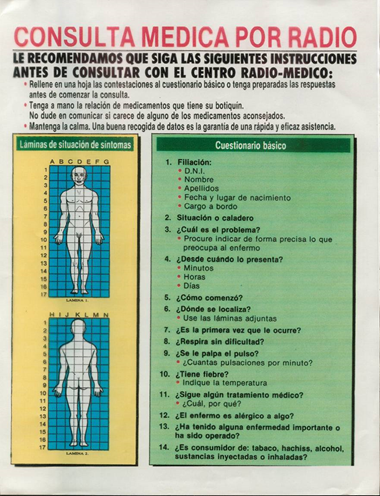 CONSULTA MEDICA POR RADIO
LE RECOMENDAMOS QUE SIGA LAS SIGUIENTES INSTRUCCIONES
ANTES DE CONSULTAR CON EL CENTRO RADIO-MEDICO:
• Rellene en una hoja las contestaciones al cuestionario básico o tenga preparadas las respuestas
antes de comenzar la consulta.
• Tenga a mano la relación de medicamentos que tiene su botiquín.
No dude en comunicar si carece de alguno de los medicamentos aconsejados.
• Mantenga la calma. Una buena recogida de datos es la garantía de una rápida y eficaz asistencia.
Láminas de situación de síntomas
A B C D E F G
1
2
3
4
5
6
7
8
9
10
11
12
13
14
15
16
17
LAMINA 1.
H I J K L M N
1
2
3
4
5
6
7
8
9
10
11
12
13
14
15
16
17
LAMINA 2.
Cuestionario básico
1. Filiación:
• D.N.I.
• Nombre
• Apellidos
• Fecha y lugar de nacimiento
• Cargo a bordo
2. Situación o caladero
3. ¿Cuál es el problema?
• Procure indicar de forma precisa lo que
preocupa al enfermo
4. ¿Desde cuándo lo presenta?
• Minutos
• Horas
• Días
5. ¿Cómo comenzó?
6. ¿Dónde se localiza?
• Use las láminas adjuntas
7. ¿Es la primera vez que le ocurre?
8. ¿Respira sin dificultad?
9. ¿Se le palpa el pulso?
• ¿Cuantas pulsaciones por minuto?
10. ¿Tiene fiebre?
• Indique la temperatura
11. ¿Sigue algún tratamiento médico?
• ¿Cuál, por qué?
12. ¿El enfermo es alérgico a algo?
13. ¿Ha tenido alguna enfermedad importante o
ha sido operado?
14. ¿Es consumidor de: tabaco, hachiss, alcohol,
sustancias inyectadas o inhaladas?